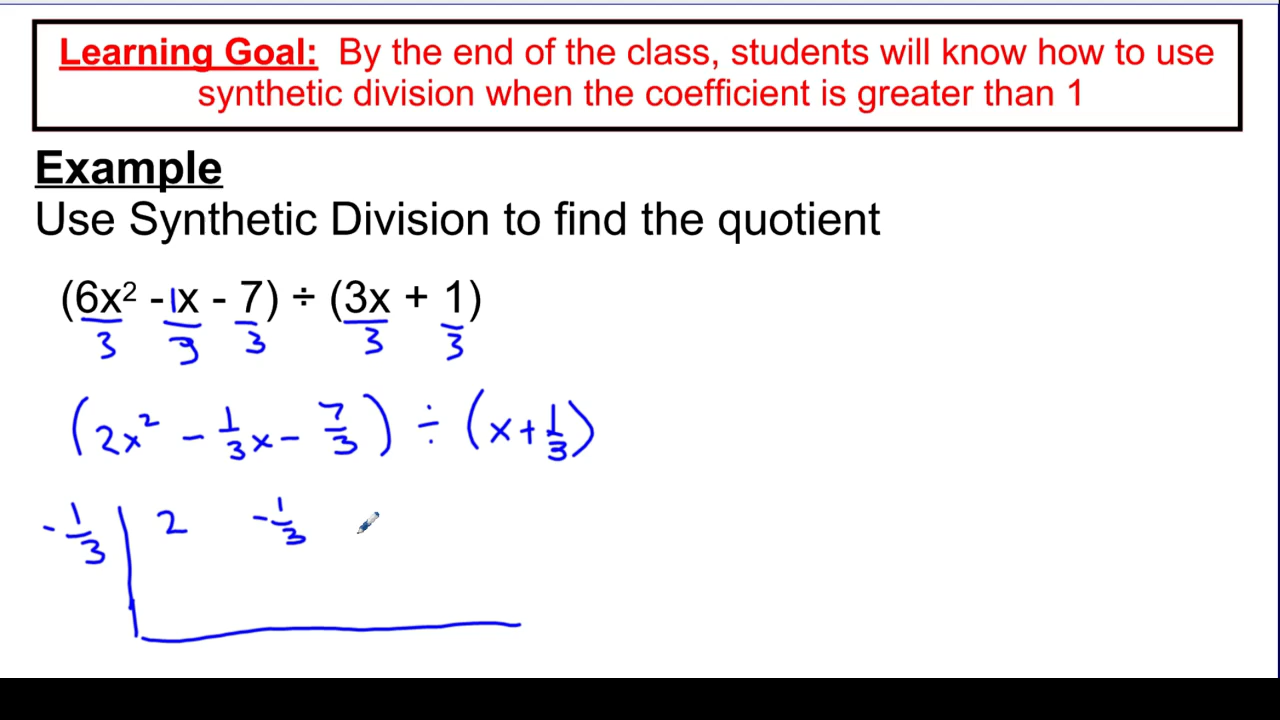 Learning Goal: By the end of the class, students will know how to use
synthetic division when the coefficient is greater than 1
Example
Use Synthetic Division to find the quotient
(6x² - 1x - 7) ÷ (3x + 1)
3 3 3 3 3
(2x² - 1/3x - 7/3) ÷ (x + 1/3)
-1/3 | 2 -1/3